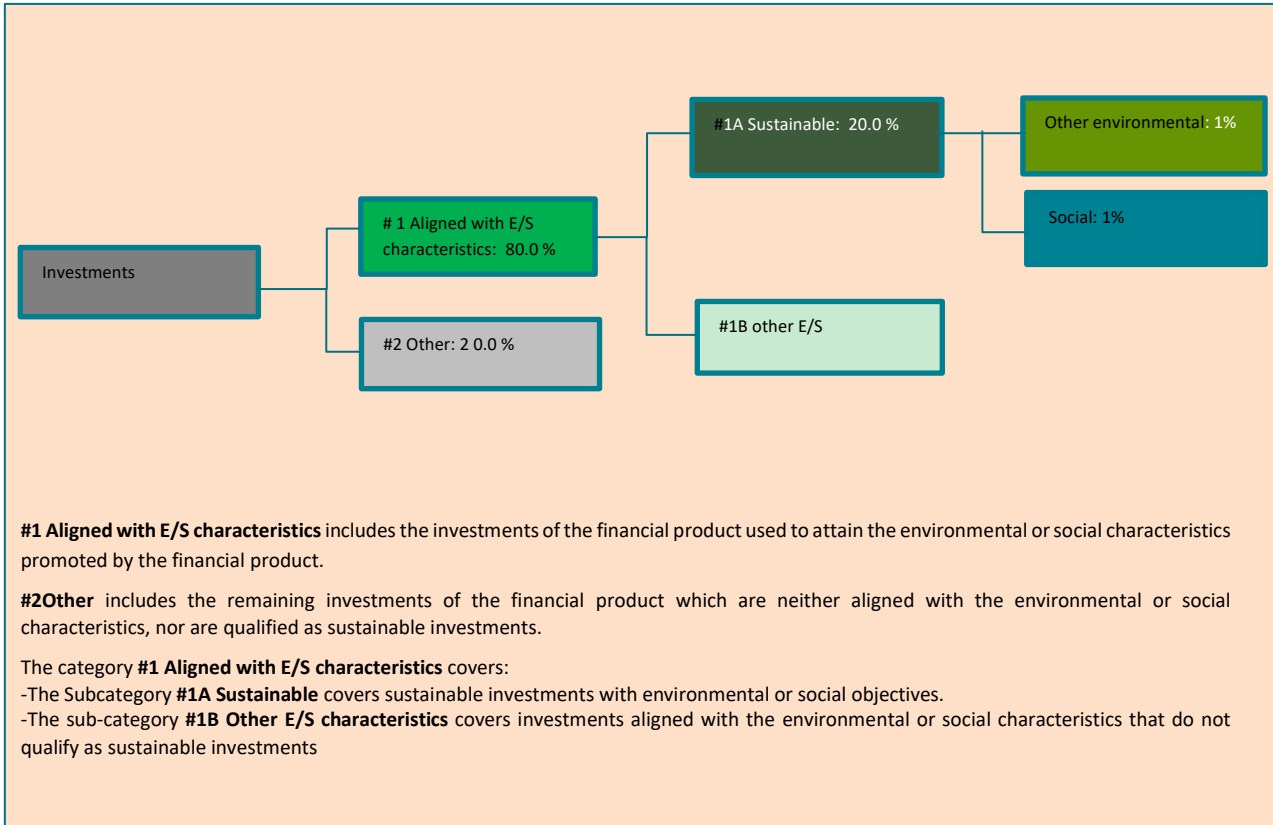 #1A Sustainable: 20.0 %
Other environmental: 1%
# 1 Aligned with E/S
characteristics: 80.0 %
Social: 1%
Investments
#2 Other: 2 0.0 %
#1B other E/S
#1 Aligned with E/S characteristics includes the investments of the financial product used to attain the environmental or social characteristics
promoted by the financial product.
#2Other includes the remaining investments of the financial product which are neither aligned with the environmental or social
characteristics, nor are qualified as sustainable investments.
The category #1 Aligned with E/S characteristics covers:
-The Subcategory #1A Sustainable covers sustainable investments with environmental or social objectives.
-The sub-category #1B Other E/S characteristics covers investments aligned with the environmental or social characteristics that do not
qualify as sustainable investments